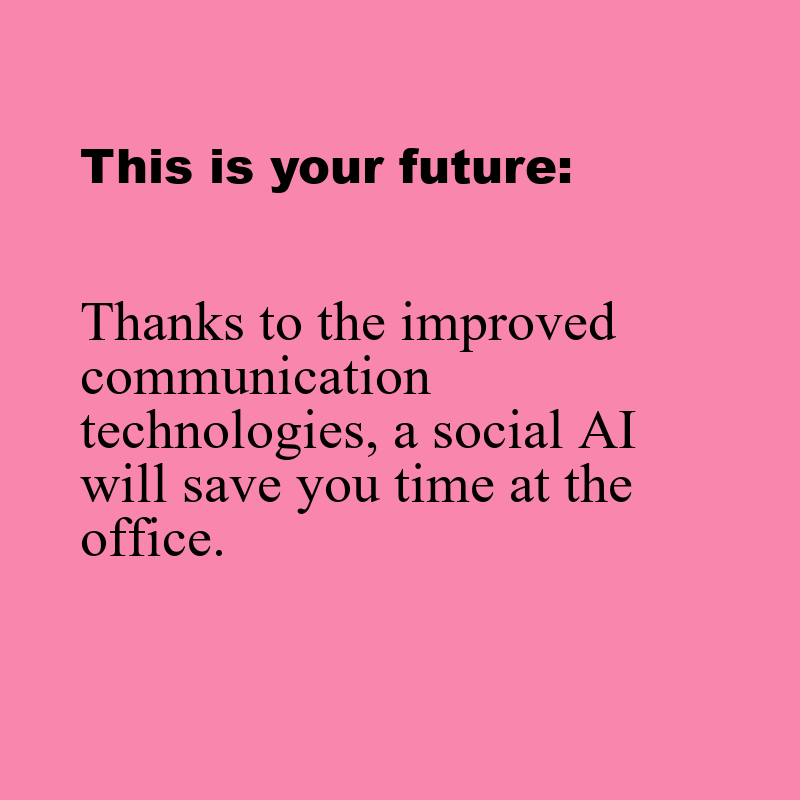 This is your future:
Thanks to the improved
communication
technologies, a social AI
will save you time at the
office.